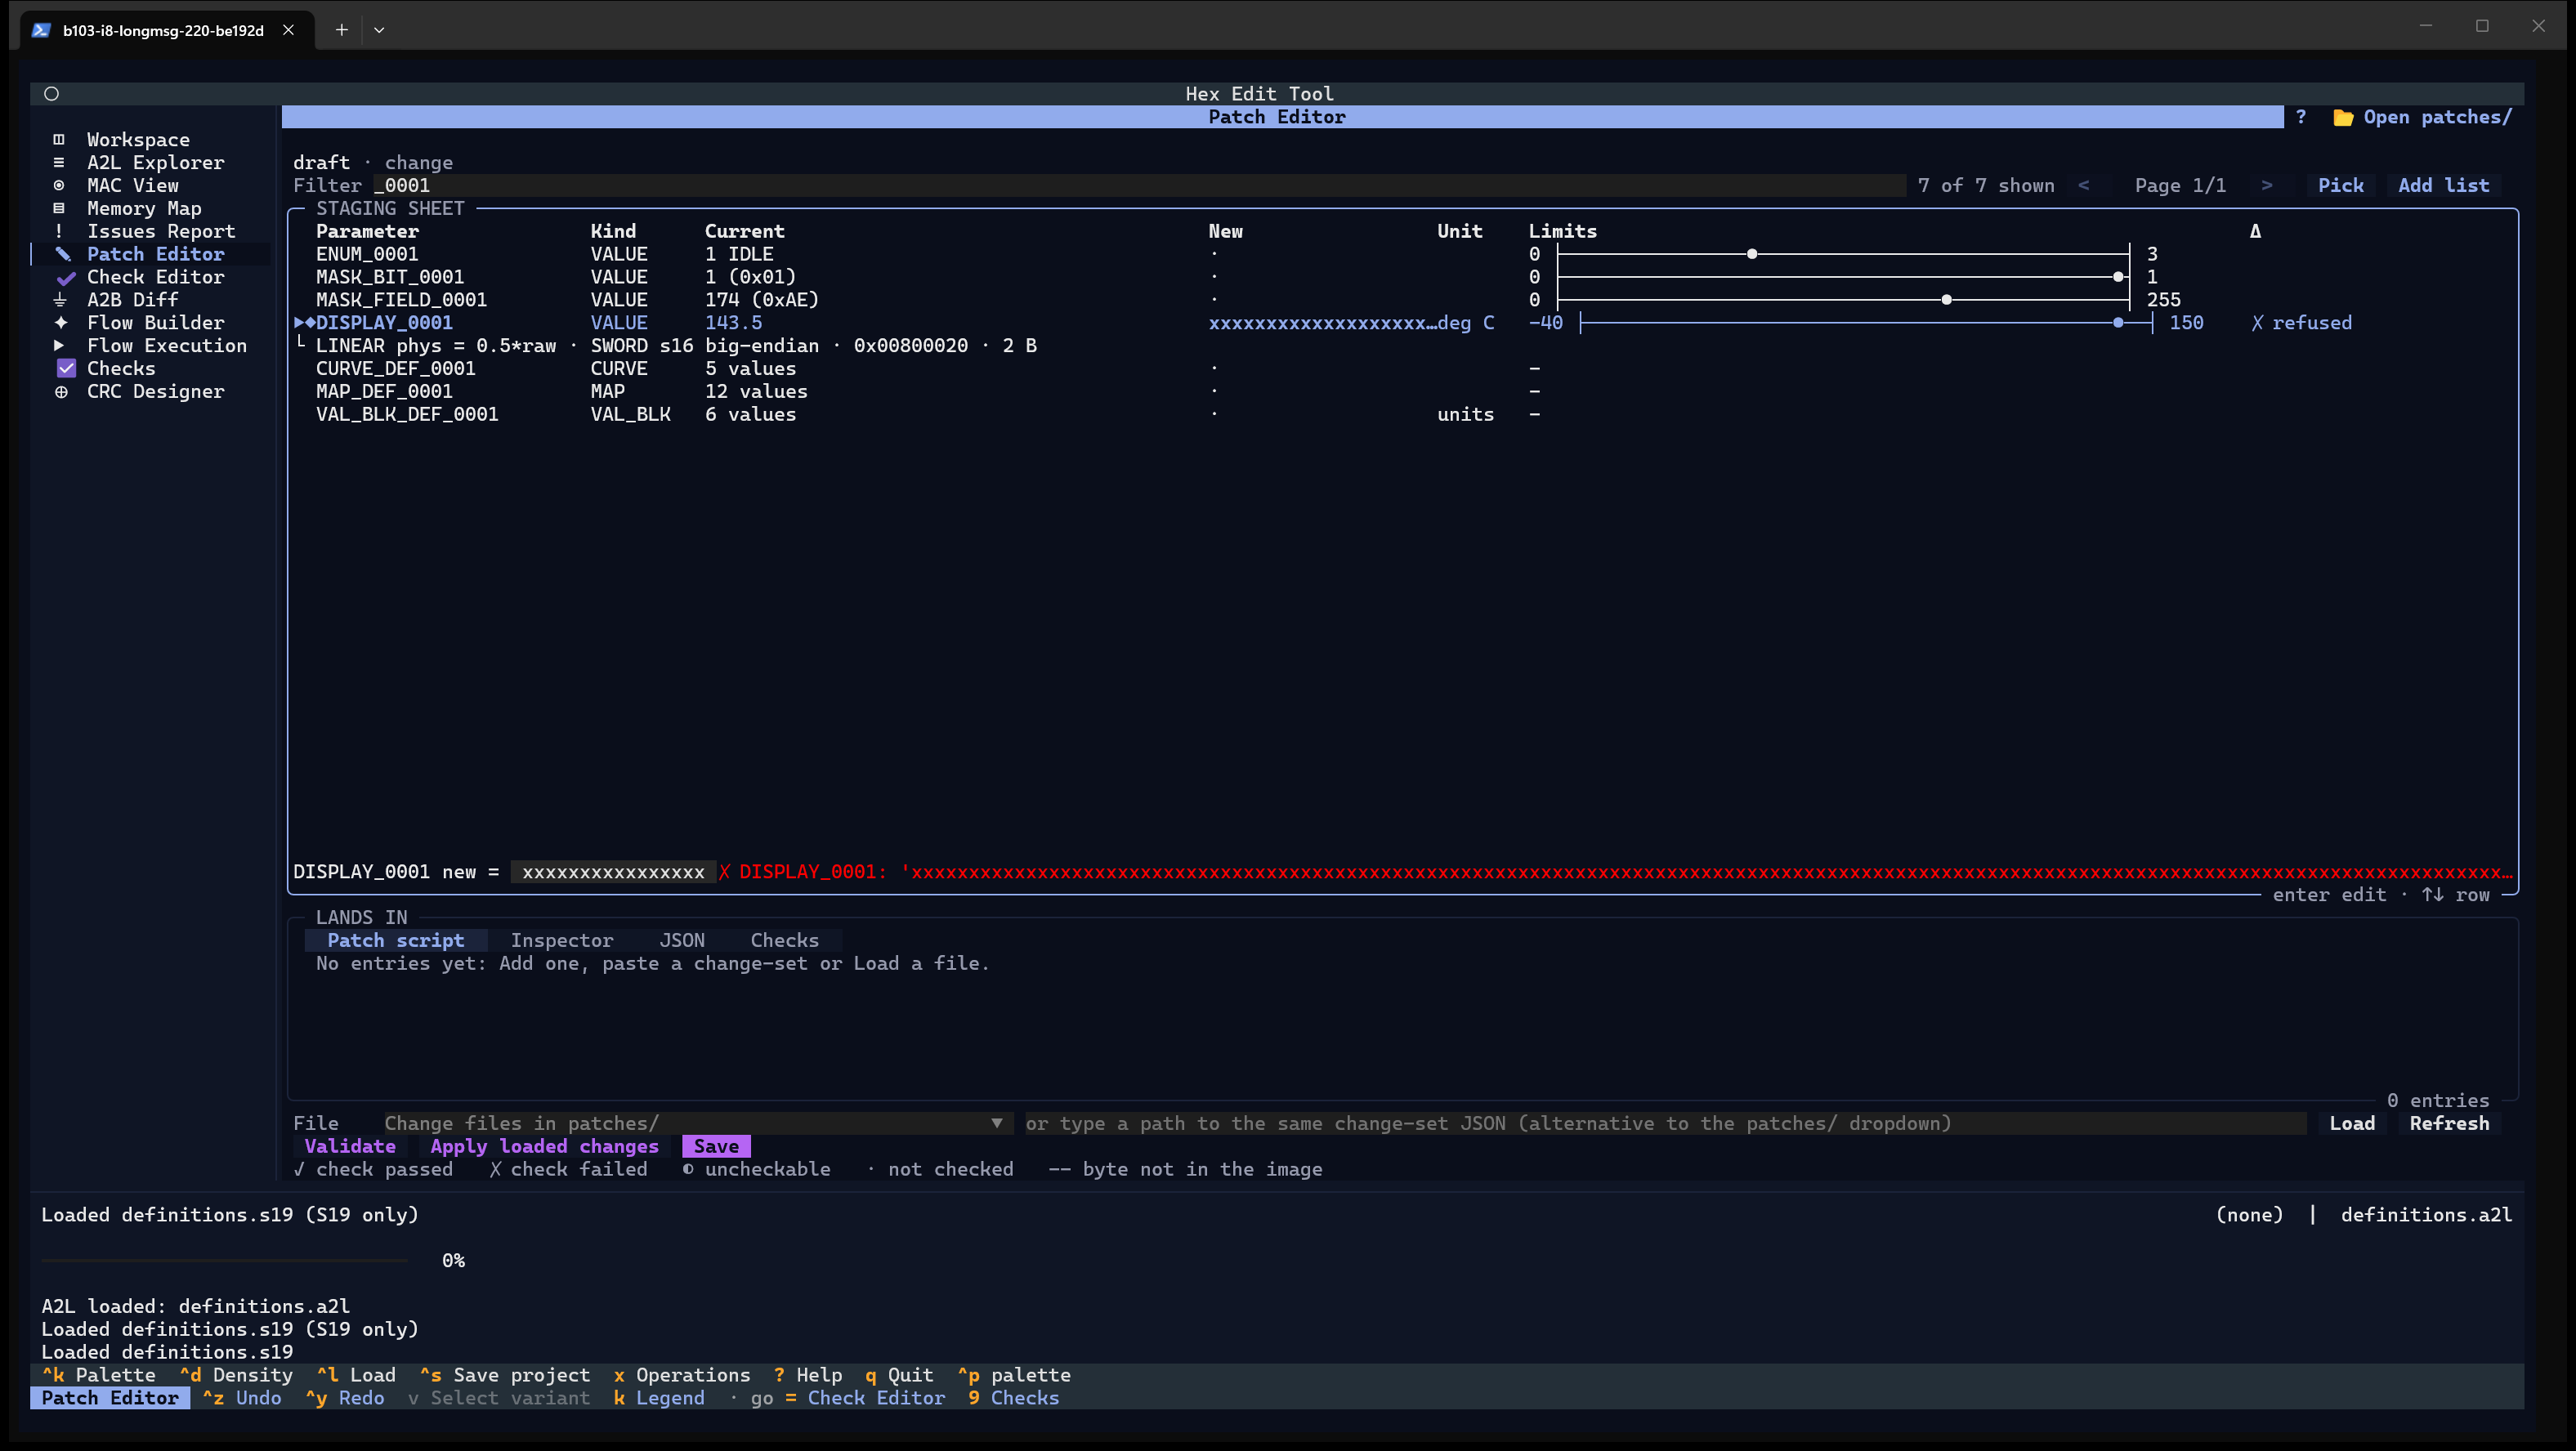 b103-i8-longmsg-220-be192d
Hex Edit Tool
Patch Editor ? Open patches/
Workspace
A2L Explorer
MAC View
Memory Map
! Issues Report
Patch Editor
Check Editor
A2B Diff
Flow Builder
Flow Execution
Checks
CRC Designer
draft · change
Filter _0001 7 of 7 shown < Page 1/1 > Pick Add list
STAGING SHEET
Parameter Kind Current New Unit Limits Δ
ENUM_0001 VALUE 1 IDLE · 0 3
MASK_BIT_0001 VALUE 1 (0x01) · 0 1
MASK_FIELD_0001 VALUE 174 (0xAE) · 0 255
▶◆DISPLAY_0001 VALUE 143.5 xxxxxxxxxxxxxxxxxxx…deg C -40 150 ✗ refused
└ LINEAR phys = 0.5*raw · SWORD s16 big-endian · 0x00800020 · 2 B
CURVE_DEF_0001 CURVE 5 values · -
MAP_DEF_0001 MAP 12 values · -
VAL_BLK_DEF_0001 VAL_BLK 6 values · units -
DISPLAY_0001 new = xxxxxxxxxxxxxxxx ✗ DISPLAY_0001: 'xxxxxxxxxxxxxxxxxxxxxxxxxxxxxxxxxxxxxxxxxxxxxxxxxxxxxxxxxxxxxxxxxxxxxxxxxxxxxxxxxxxxxxxxxxxxxxxxxxxxxxxxxxxxxxxxxxxxxxxxxxxxxxxxxxxxxxxxxxx…
enter edit · ↑↓ row
LANDS IN
Patch script Inspector JSON Checks
No entries yet: Add one, paste a change-set or Load a file.
0 entries
File Change files in patches/ ▼ or type a path to the same change-set JSON (alternative to the patches/ dropdown) Load Refresh
Validate Apply loaded changes Save
✓ check passed ✗ check failed ◐ uncheckable · not checked -- byte not in the image
Loaded definitions.s19 (S19 only) (none) | definitions.a2l
0%
A2L loaded: definitions.a2l
Loaded definitions.s19 (S19 only)
Loaded definitions.s19
^k Palette ^d Density ^l Load ^s Save project x Operations ? Help q Quit ^p palette
Patch Editor ^z Undo ^y Redo v Select variant k Legend · go = Check Editor 9 Checks